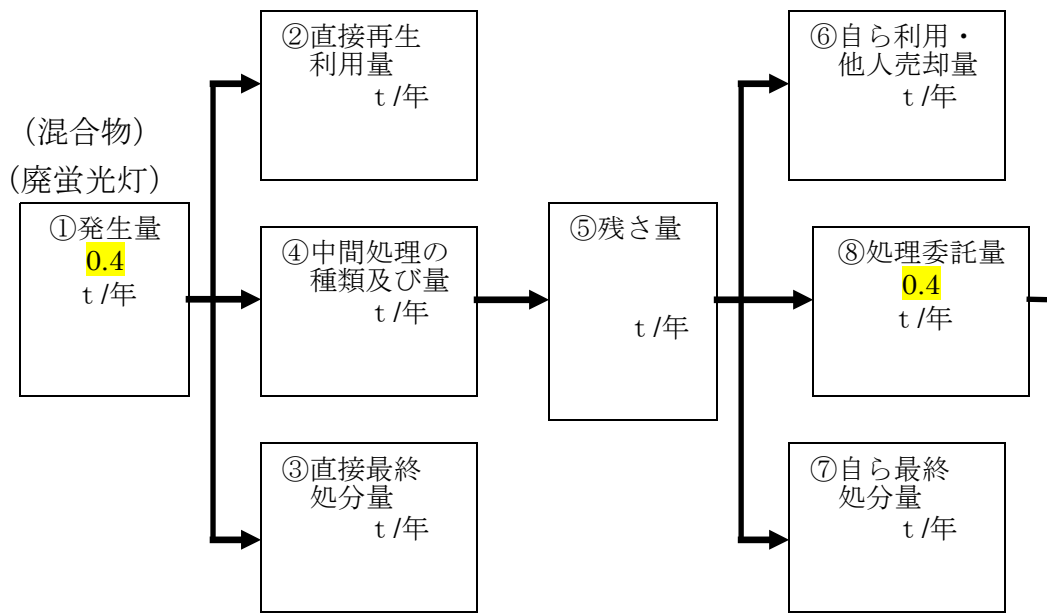 (混合物)
(廃蛍光灯)
①発生量
0.4
t/年
②直接再生
利用量
t/年
④中間処理の
種類及び量
t/年
③直接最終
処分量
t/年
⑤残さ量
t/年
⑥自ら利用・
他人売却量
t/年
⑧処理委託量
0.4
t/年
⑦自ら最終
処分量
t/年